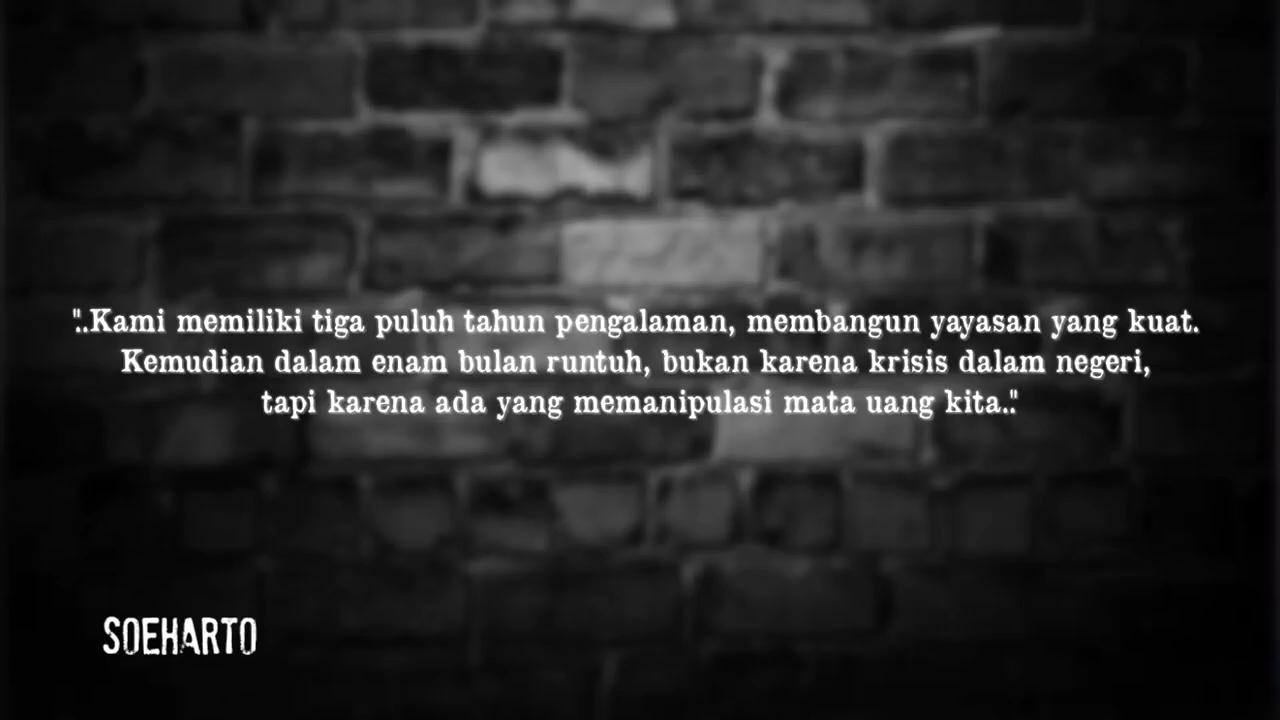 "..Kami memiliki tiga puluh tahun pengalaman, membangun yayasan yang kuat.
Kemudian dalam enam bulan runtuh, bukan karena krisis dalam negeri,
tapi karena ada yang memanipulasi mata uang kita.."
SOEHARTO